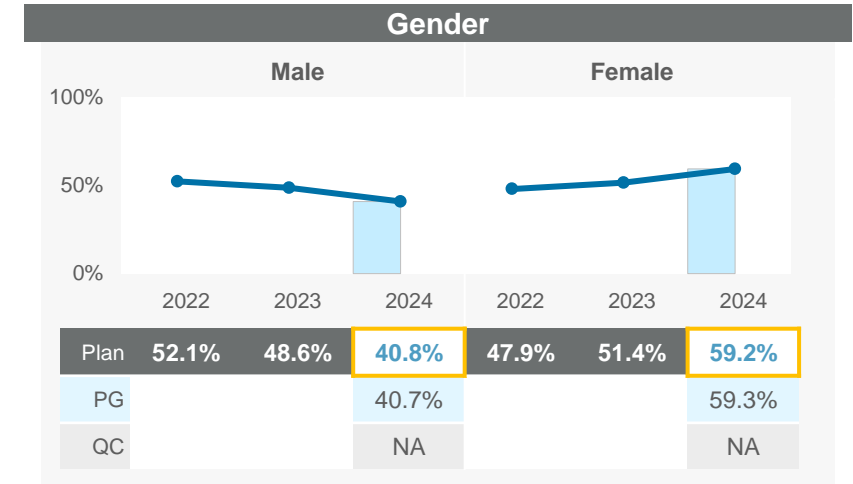 Gender
Male Female
100%
50%
0%
2022 2023 2024 2022 2023 2024
Plan 52.1% 48.6% 40.8% 47.9% 51.4% 59.2%
PG 40.7% 59.3%
QC NA NA